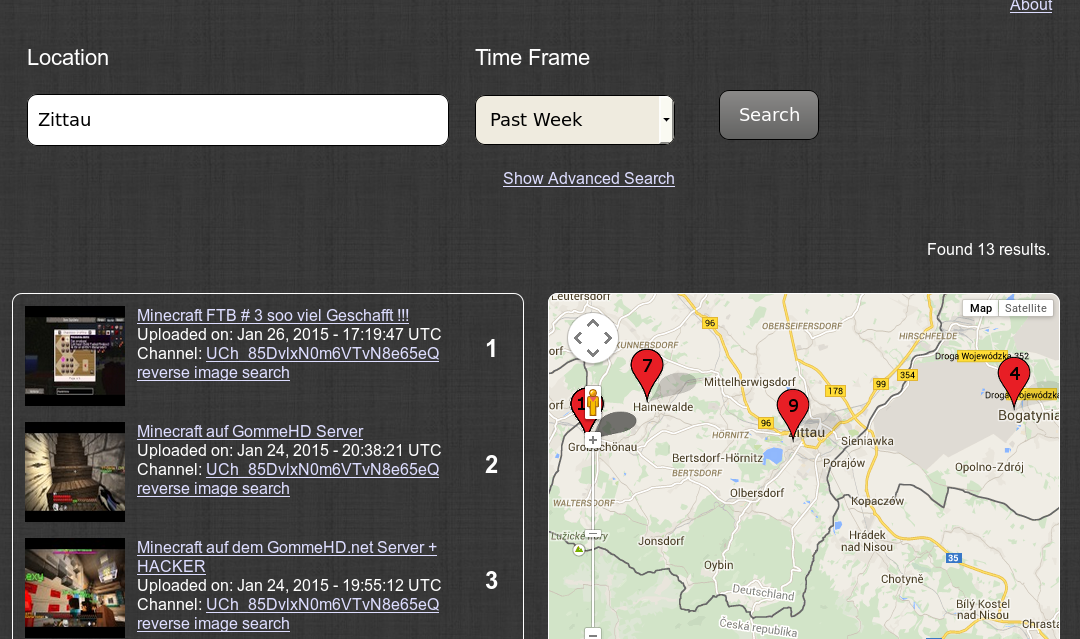 About
Location
Time Frame
Zittau
Past Week
Search
Show Advanced Search
Found 13 results.
Minecraft FTB # 3 soo viel Geschafft !!!
Uploaded on: Jan 26, 2015 - 17:19:47 UTC
Channel: UCh_85DvlxN0m6VTvN8e65eQ
reverse image search
1
Minecraft auf GommeHD Server
Uploaded on: Jan 24, 2015 - 20:38:21 UTC
Channel: UCh_85DvlxN0m6VTvN8e65eQ
reverse image search
2
Minecraft auf dem GommeHD.net Server +
HACKER
Uploaded on: Jan 24, 2015 - 19:55:12 UTC
Channel: UCh_85DvlxN0m6VTvN8e65eQ
reverse image search
3
Leutersdorf
Map
Satellite
96
OBERSEIFERSDORF
HIRSCHFELDE
Droga Wojewódzka 352
7
4
354
Mittelherwigsdorf
99
178
Hainewalde
9
Bogatynia
96
Zittau
HÖRNITZ
Sieniawka
Großschönau
Bertsdorf-Hörnitz
BERTSDORF
Porajów
Opolno-Zdrój
Olbersdorf
WALTERSDORF
Kopaczów
Jonsdorf
Hrádek
nad Nisou
35
Oybin
Chotyně
Deutschland
Bílý Kostel
nad Nisou
Česká republika